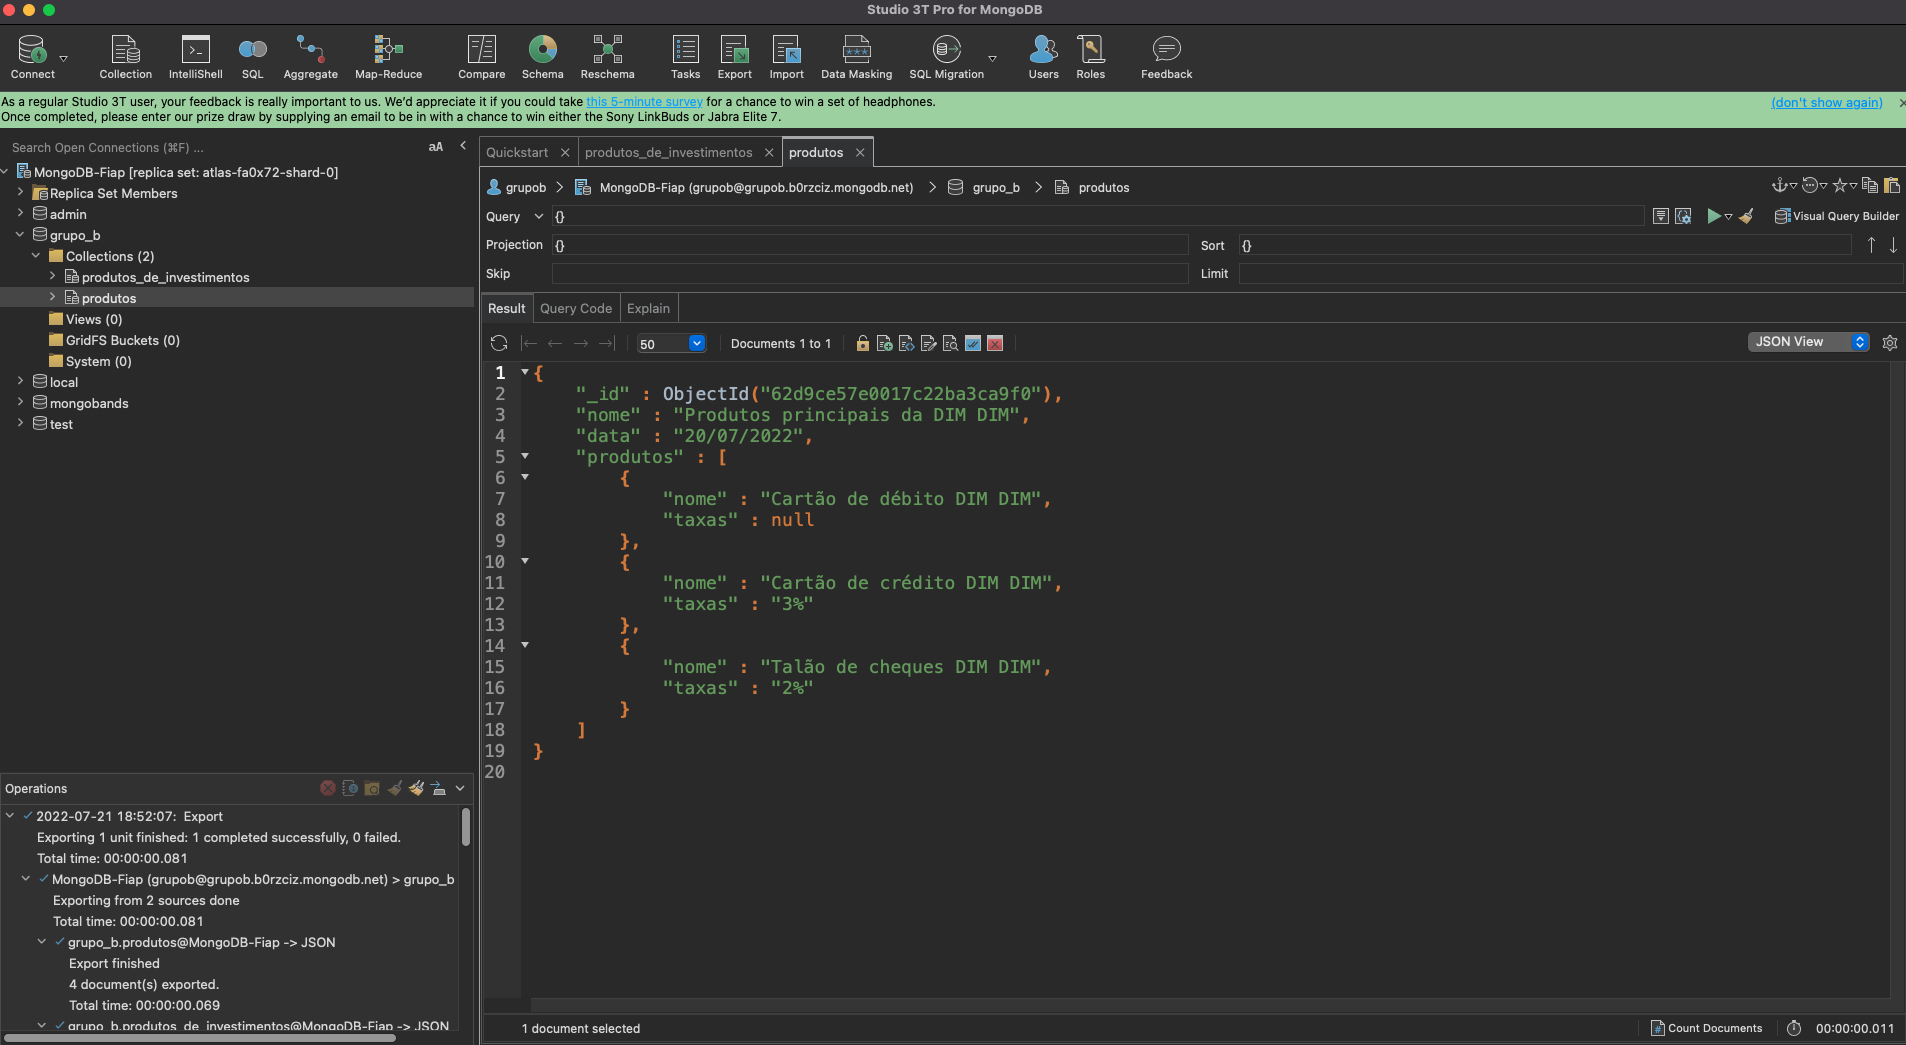 Studio 3T Pro for MongoDB
Connect Collection IntelliShell SQL Aggregate Map-Reduce Compare Schema Reschema Tasks Export Import Data Masking SQL Migration Users Roles Feedback
As a regular Studio 3T user, your feedback is really important to us. We'd appreciate it if you could take this 5-minute survey for a chance to win a set of headphones. (don't show again)
Once completed, please enter our prize draw by supplying an email to be in with a chance to win either the Sony LinkBuds or Jabra Elite 7.
Search Open Connections (⌘F) ... aA
MongoDB-Fiap [replica set: atlas-fa0x72-shard-0]
Replica Set Members
admin
grupo_b
Collections (2)
produtos_de_investimentos
produtos
Views (0)
GridFS Buckets (0)
System (0)
local
mongobands
test
Quickstart produtos_de_investimentos produtos
grupob MongoDB-Fiap (grupob@grupob.b0rzciz.mongodb.net) grupo_b produtos
Query {} Visual Query Builder
Projection {} Sort {}
Skip Limit
Result Query Code Explain
50 Documents 1 to 1 JSON View
1 {
2 "_id" : ObjectId("62d9ce57e0017c22ba3ca9f0"),
3 "nome" : "Produtos principais da DIM DIM",
4 "data" : "20/07/2022",
5 "produtos" : [
6 {
7 "nome" : "Cartão de débito DIM DIM",
8 "taxas" : null
9 },
10 {
11 "nome" : "Cartão de crédito DIM DIM",
12 "taxas" : "3%"
13 },
14 {
15 "nome" : "Talão de cheques DIM DIM",
16 "taxas" : "2%"
17 }
18 ]
19 }
20
Operations
2022-07-21 18:52:07: Export
Exporting 1 unit finished: 1 completed successfully, 0 failed.
Total time: 00:00:00.081
MongoDB-Fiap (grupob@grupob.b0rzciz.mongodb.net) > grupo_b
Exporting from 2 sources done
Total time: 00:00:00.081
grupo_b.produtos@MongoDB-Fiap -> JSON
Export finished
4 document(s) exported.
Total time: 00:00:00.069
grupo_b.produtos_de_investimentos@MongoDB-Fiap -> JSON
1 document selected Count Documents 00:00:00.011